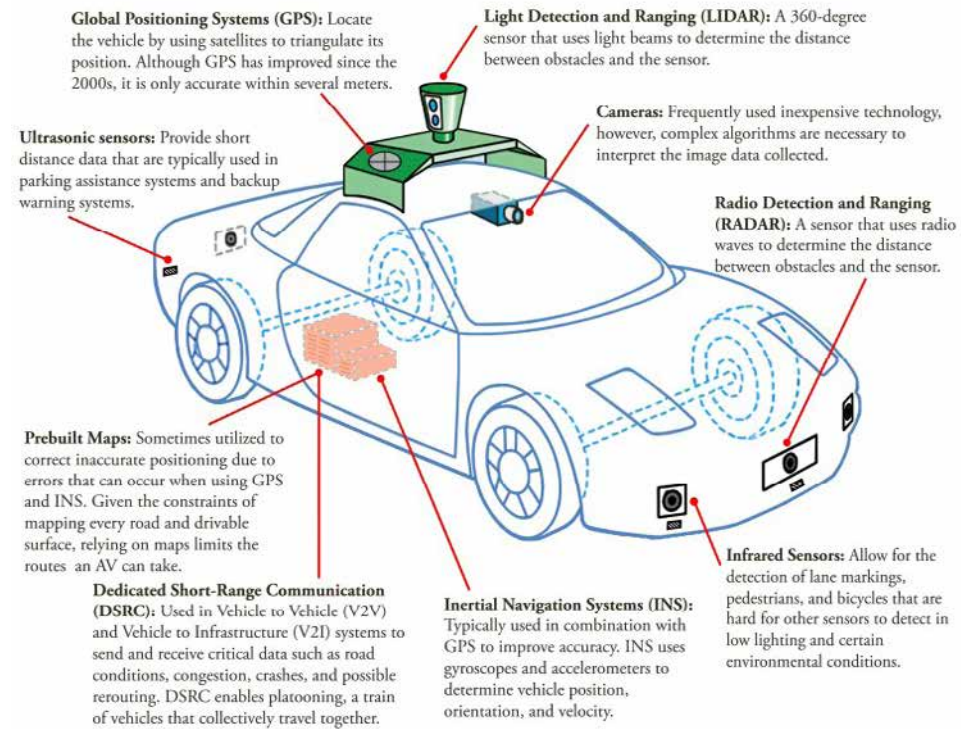 Global Positioning Systems (GPS): Locate
the vehicle by using satellites to triangulate its
position. Although GPS has improved since the
2000s, it is only accurate within several meters.
Light Detection and Ranging (LIDAR): A 360-degree
sensor that uses light beams to determine the distance
between obstacles and the sensor.
Cameras: Frequently used inexpensive technology,
however, complex algorithms are necessary to
interpret the image data collected.
Ultrasonic sensors: Provide short
distance data that are typically used in
parking assistance systems and backup
warning systems.
Radio Detection and Ranging
(RADAR): A sensor that uses radio
waves to determine the distance
between obstacles and the sensor.
Prebuilt Maps: Sometimes utilized to
correct inaccurate positioning due to
errors that can occur when using GPS
and INS. Given the constraints of
mapping every road and drivable
surface, relying on maps limits the
routes an AV can take.
Dedicated Short-Range Communication
(DSRC): Used in Vehicle to Vehicle (V2V)
and Vehicle to Infrastructure (V2I) systems to
send and receive critical data such as road
conditions, congestion, crashes, and possible
rerouting. DSRC enables platooning, a train
of vehicles that collectively travel together.
Inertial Navigation Systems (INS):
Typically used in combination with
GPS to improve accuracy. INS uses
gyroscopes and accelerometers to
determine vehicle position,
orientation, and velocity.
Infrared Sensors: Allow for the
detection of lane markings,
pedestrians, and bicycles that are
hard for other sensors to detect in
low lighting and certain
environmental conditions.